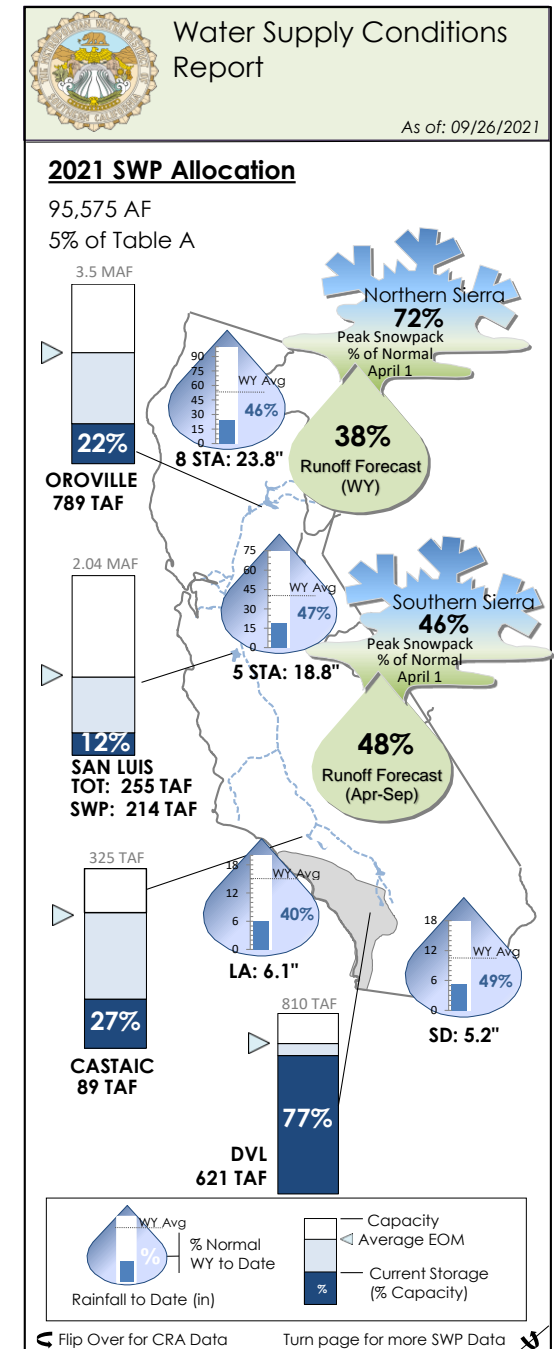 THE METROPOLITAN WATER DISTRICT OF SOUTHERN CALIFORNIA
Water Supply Conditions
Report
As of: 09/26/2021
2021 SWP Allocation
95,575 AF
5% of Table A
3.5 MAF
22%
OROVILLE
789 TAF
90
75
60
45
30
15
0
WY Avg
46%
8 STA: 23.8"
Northern Sierra
72%
Peak Snowpack
% of Normal
April 1
38%
Runoff Forecast
(WY)
2.04 MAF
12%
SAN LUIS
TOT: 255 TAF
SWP: 214 TAF
75
60
45
30
15
0
WY Avg
47%
5 STA: 18.8"
Southern Sierra
46%
Peak Snowpack
% of Normal
April 1
48%
Runoff Forecast
(Apr-Sep)
325 TAF
27%
CASTAIC
89 TAF
18
12
6
0
WY Avg
40%
LA: 6.1"
18
12
6
0
WY Avg
49%
SD: 5.2"
810 TAF
77%
DVL
621 TAF
WY Avg
%
% Normal
WY to Date
Rainfall to Date (in)
Capacity
Average EOM
Current Storage
(% Capacity)
%
Flip Over for CRA Data
Turn page for more SWP Data